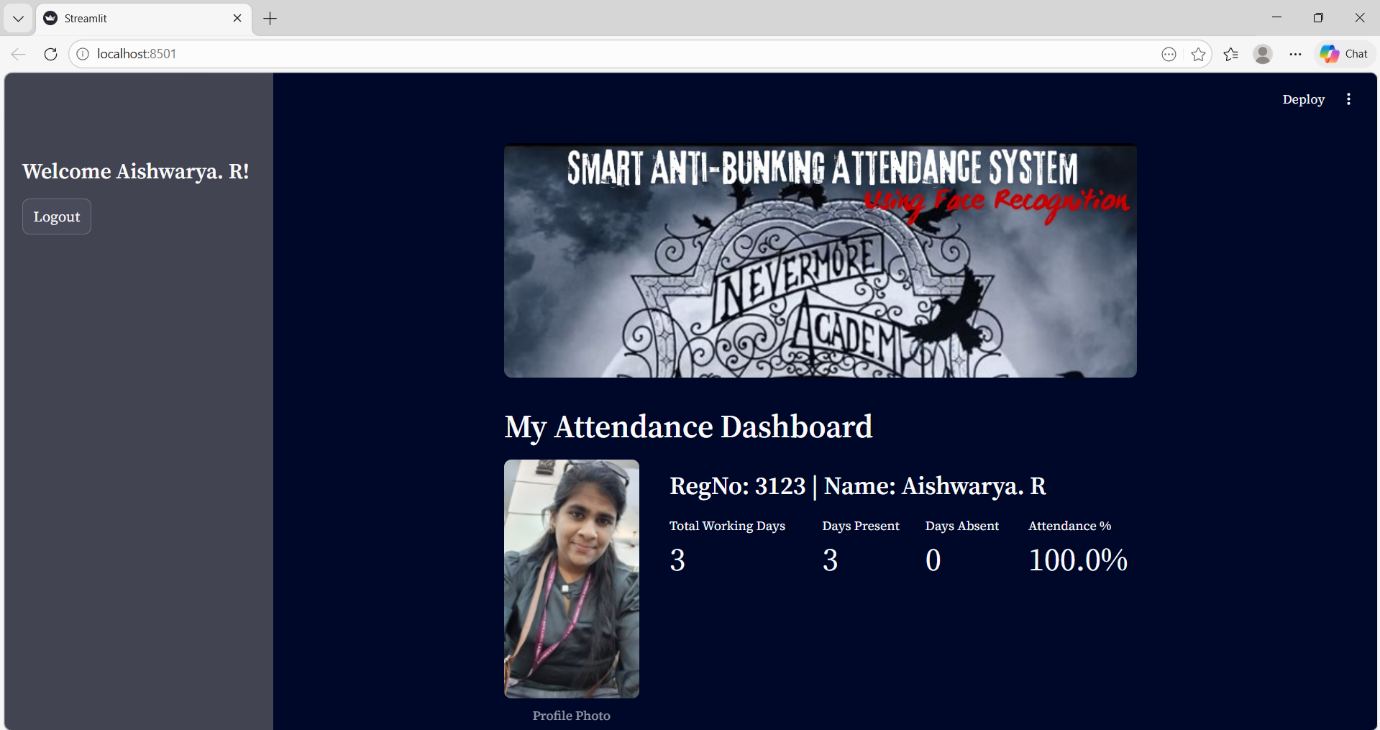 Streamlit
localhost:8501
Chat
Deploy
Welcome Aishwarya. R!
Logout
SMART ANTI-BUNKING ATTENDANCE SYSTEM
Using Face Recognition
NEVERMORE
ACADEMY
My Attendance Dashboard
RegNo: 3123 | Name: Aishwarya. R
Total Working Days Days Present Days Absent Attendance %
3 3 0 100.0%
Profile Photo